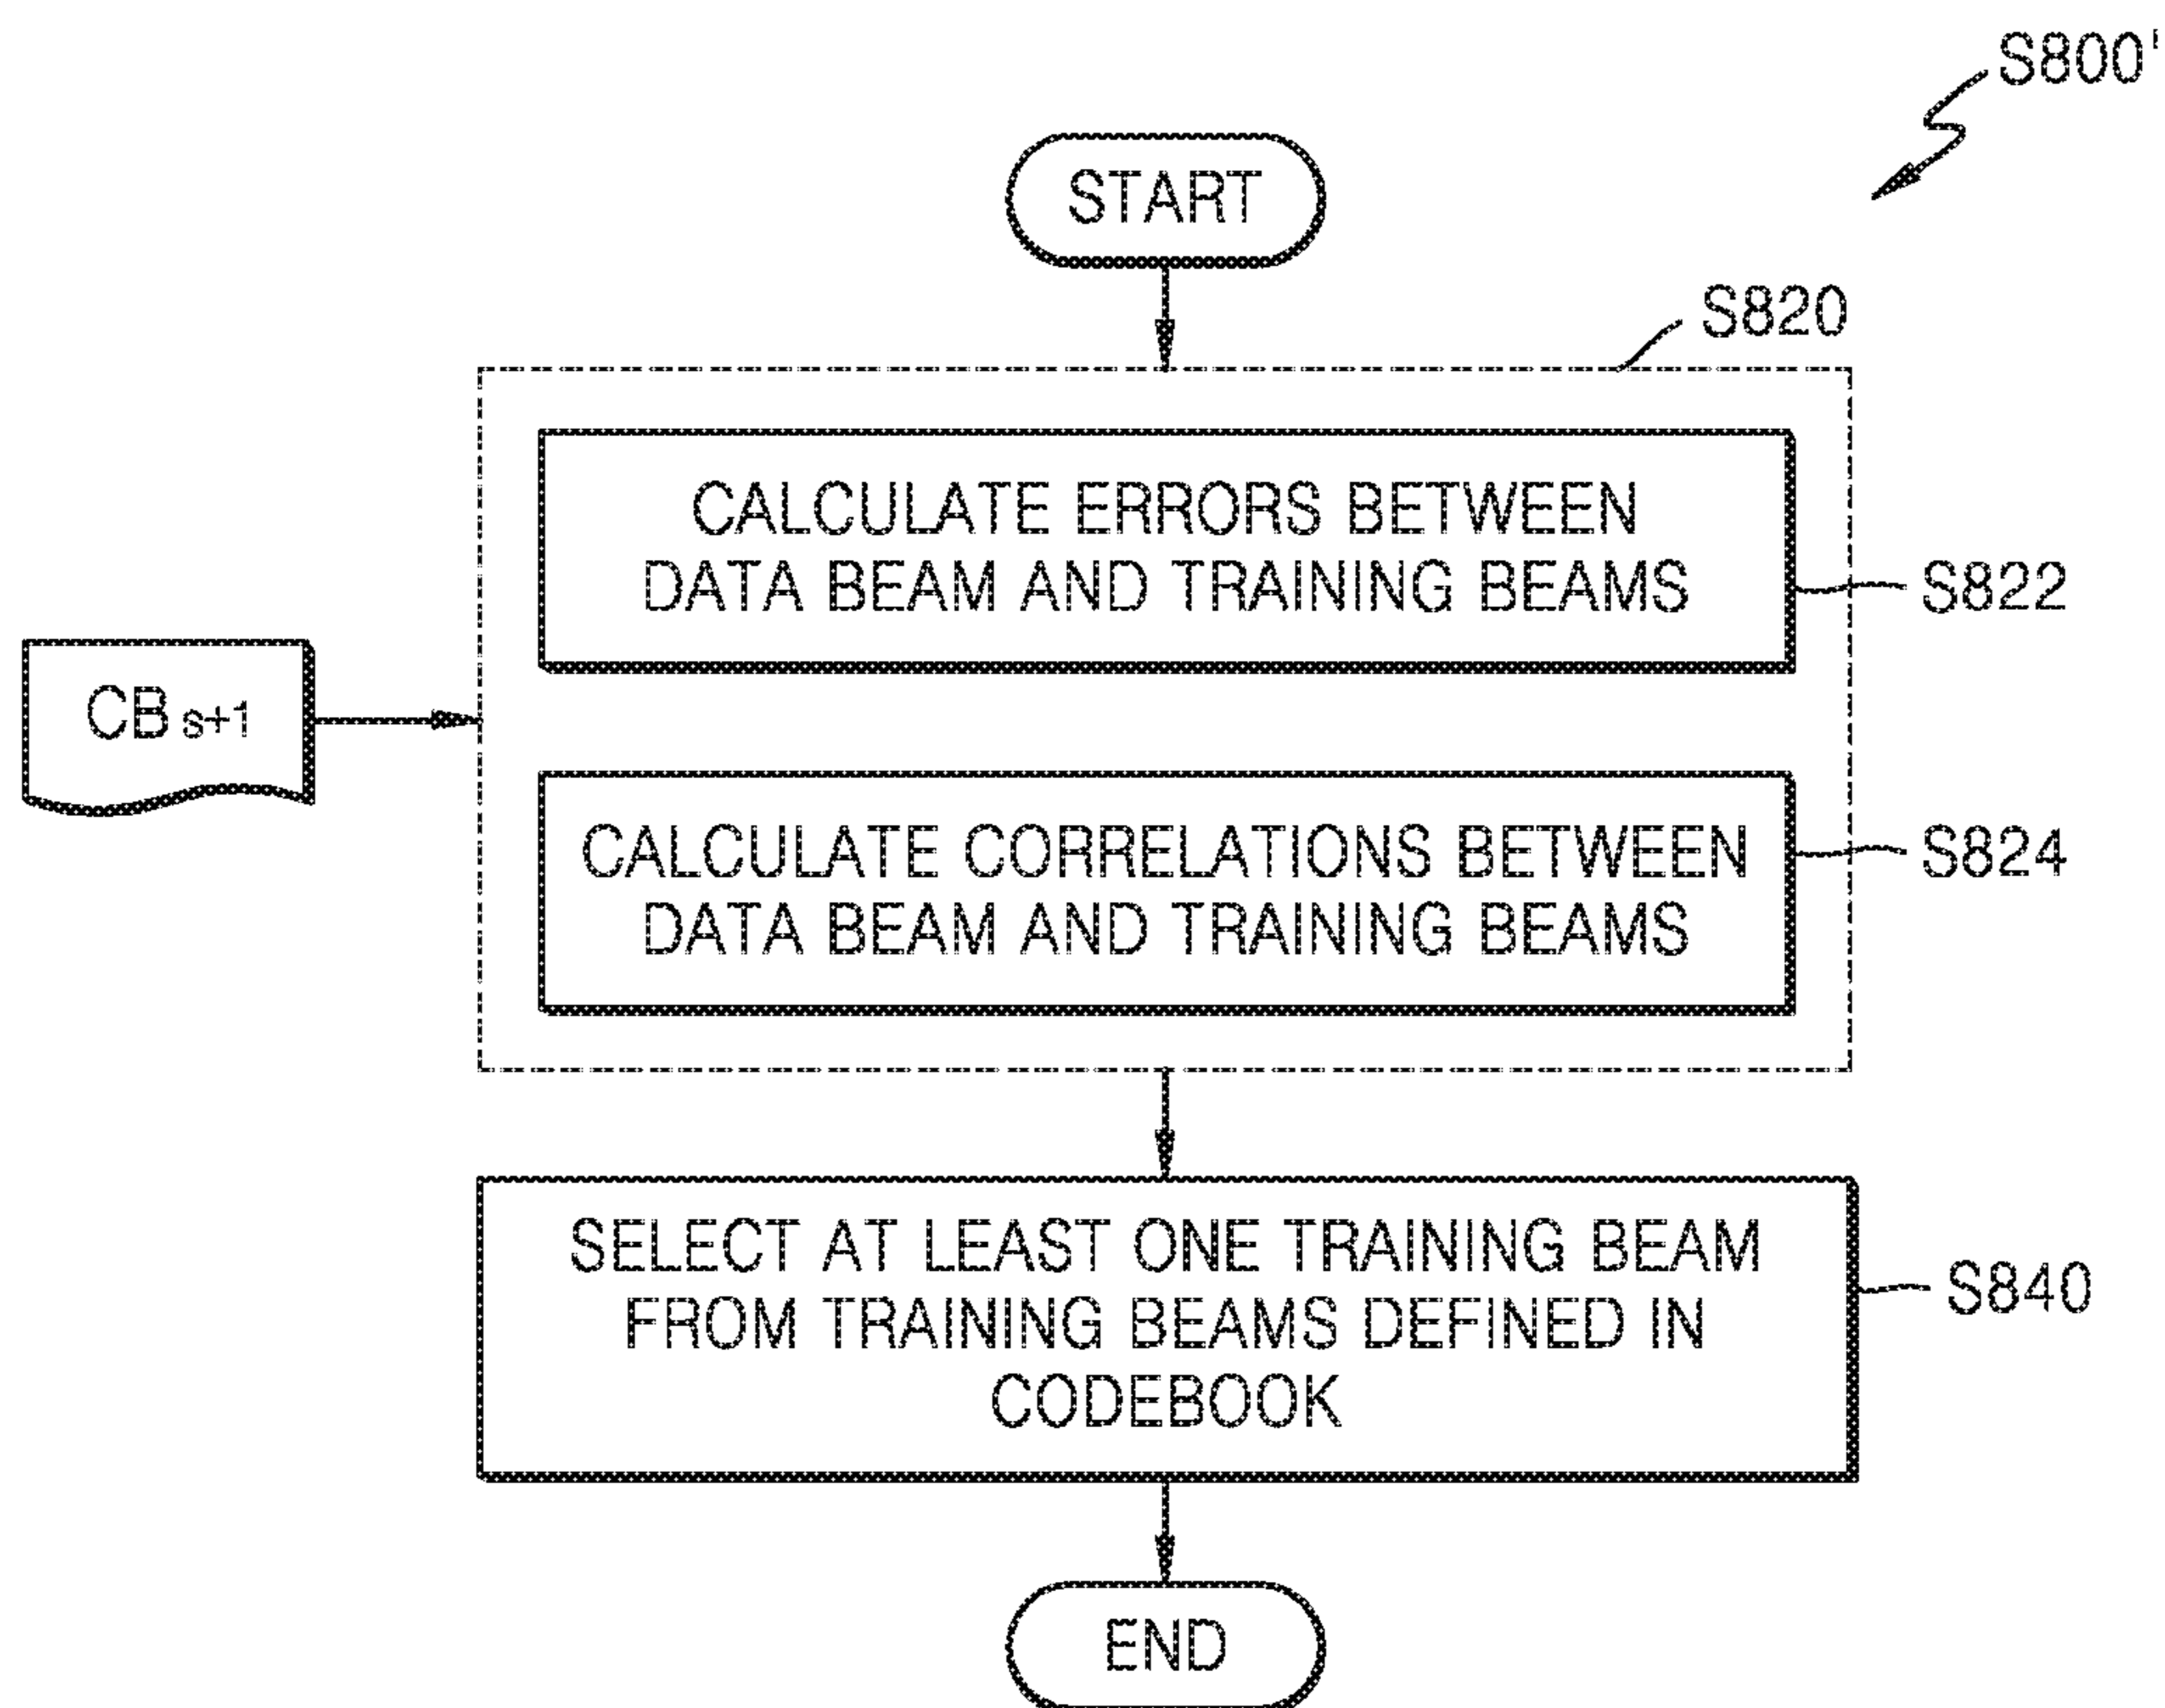 S800'
START
S820
CALCULATE ERRORS BETWEEN
DATA BEAM AND TRAINING BEAMS
S822
CB s+1
CALCULATE CORRELATIONS BETWEEN
DATA BEAM AND TRAINING BEAMS
S824
SELECT AT LEAST ONE TRAINING BEAM
FROM TRAINING BEAMS DEFINED IN
CODEBOOK
S840
END